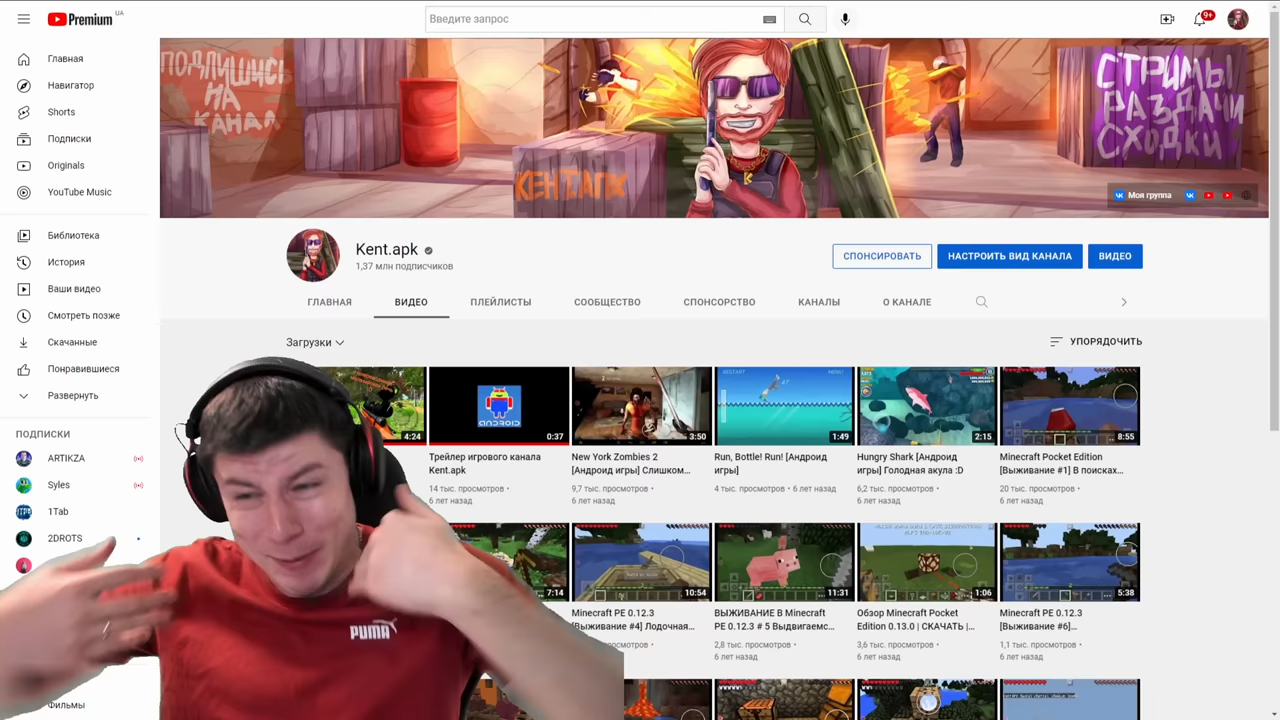 Premium
UA
Введите запрос
9+
Главная
Навигатор
Shorts
Подписки
Originals
YouTube Music
Библиотека
История
Ваши видео
Смотреть позже
Скачанные
Понравившиеся
Развернуть
ПОДПИСКИ
ARTIKZA
Syles
1Tab
2DROTS
Фильмы
ПОДПИШИСЬ
НА
КАНАЛ
КЕНТ.АПК
K
СТРИМЫ
РАЗДАЧИ
СХОДКИ
Моя группа
Kent.apk
1,37 млн подписчиков
СПОНСИРОВАТЬ
НАСТРОИТЬ ВИД КАНАЛА
ВИДЕО
ГЛАВНАЯ
ВИДЕО
ПЛЕЙЛИСТЫ
СООБЩЕСТВО
СПОНСОРСТВО
КАНАЛЫ
О КАНАЛЕ
Загрузки
УПОРЯДОЧИТЬ
4:24
ANDROID
0:37
3:50
1:49
2:15
8:55
Трейлер игрового канала
Kent.apk
14 тыс. просмотров •
6 лет назад
New York Zombies 2
[Андроид игры] Слишком...
9,7 тыс. просмотров •
6 лет назад
Run, Bottle! Run! [Андроид
игры]
4 тыс. просмотров • 6 лет назад
Hungry Shark [Андроид
игры] Голодная акула :D
6,2 тыс. просмотров •
6 лет назад
Minecraft Pocket Edition
[Выживание #1] В поисках...
20 тыс. просмотров •
6 лет назад
7:14
10:54
11:31
1:06
5:38
Minecraft PE 0.12.3
[Выживание #4] Лодочная...
просмотров •
назад
ВЫЖИВАНИЕ В Minecraft
PE 0.12.3 # 5 Выдвигаемс...
2,8 тыс. просмотров •
6 лет назад
Обзор Minecraft Pocket
Edition 0.13.0 | СКАЧАТЬ |...
3,6 тыс. просмотров •
6 лет назад
Minecraft PE 0.12.3
[Выживание #6]...
1,1 тыс. просмотров •
6 лет назад
PUMA